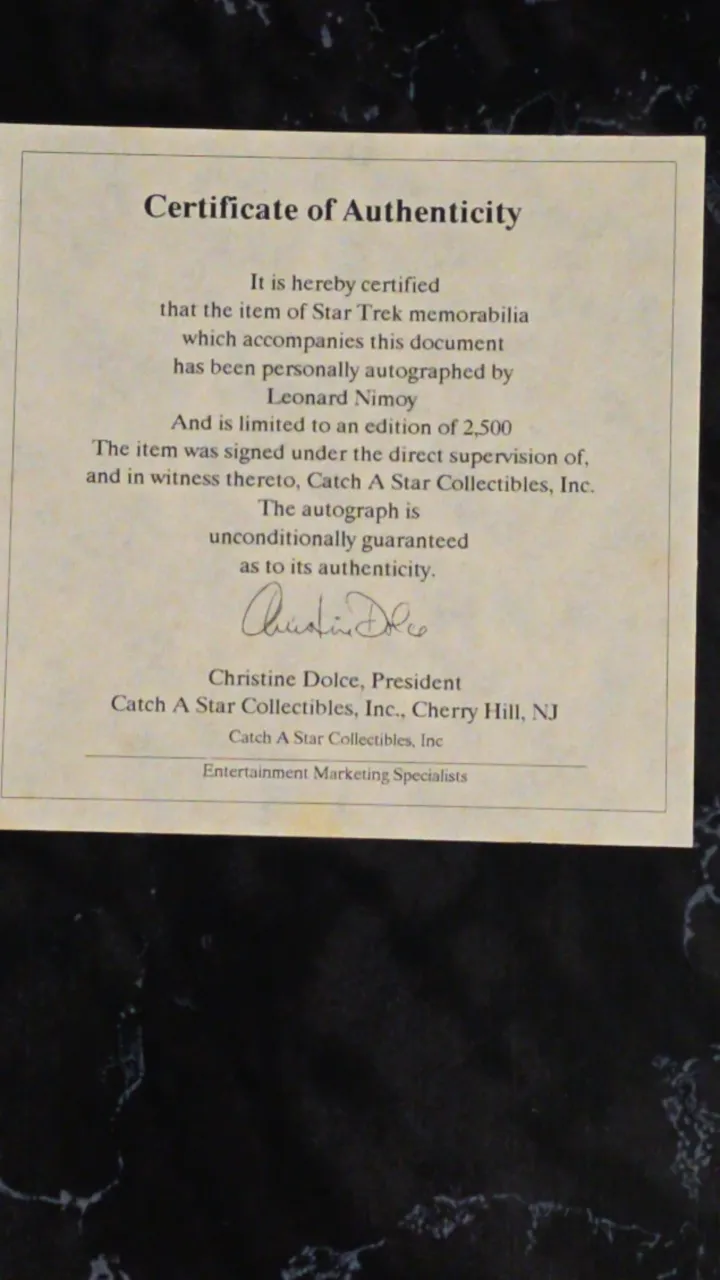 Certificate of Authenticity
It is hereby certified
that the item of Star Trek memorabilia
which accompanies this document
has been personally autographed by
Leonard Nimoy
And is limited to an edition of 2,500
The item was signed under the direct supervision of,
and in witness thereto, Catch A Star Collectibles, Inc.
The autograph is
unconditionally guaranteed
as to its authenticity.
Christine Dolce
Christine Dolce, President
Catch A Star Collectibles, Inc., Cherry Hill, NJ
Catch A Star Collectibles, Inc
Entertainment Marketing Specialists